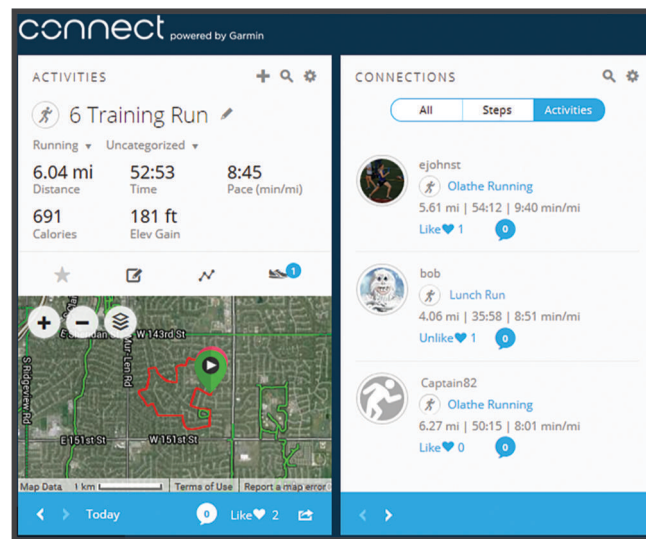 connect powered by Garmin
ACTIVITIES
6 Training Run
Running Uncategorized
6.04 mi 52:53 8:45
Distance Time Pace (min/mi)
691 181 ft
Calories Elev Gain
1
W 143rd St
S Ridgeview Rd
Mur-Len Rd
E 151st St W 151st St
Map Data 1 km Terms of Use Report a map error
Today 0 Like 2
CONNECTIONS
All Steps Activities
ejohnst
Olathe Running
5.61 mi | 54:12 | 9:40 min/mi
Like 1 0
bob
Lunch Run
4.06 mi | 35:58 | 8:51 min/mi
Unlike 1 0
Captain82
Olathe Running
6.27 mi | 50:15 | 8:01 min/mi
Like 0 0